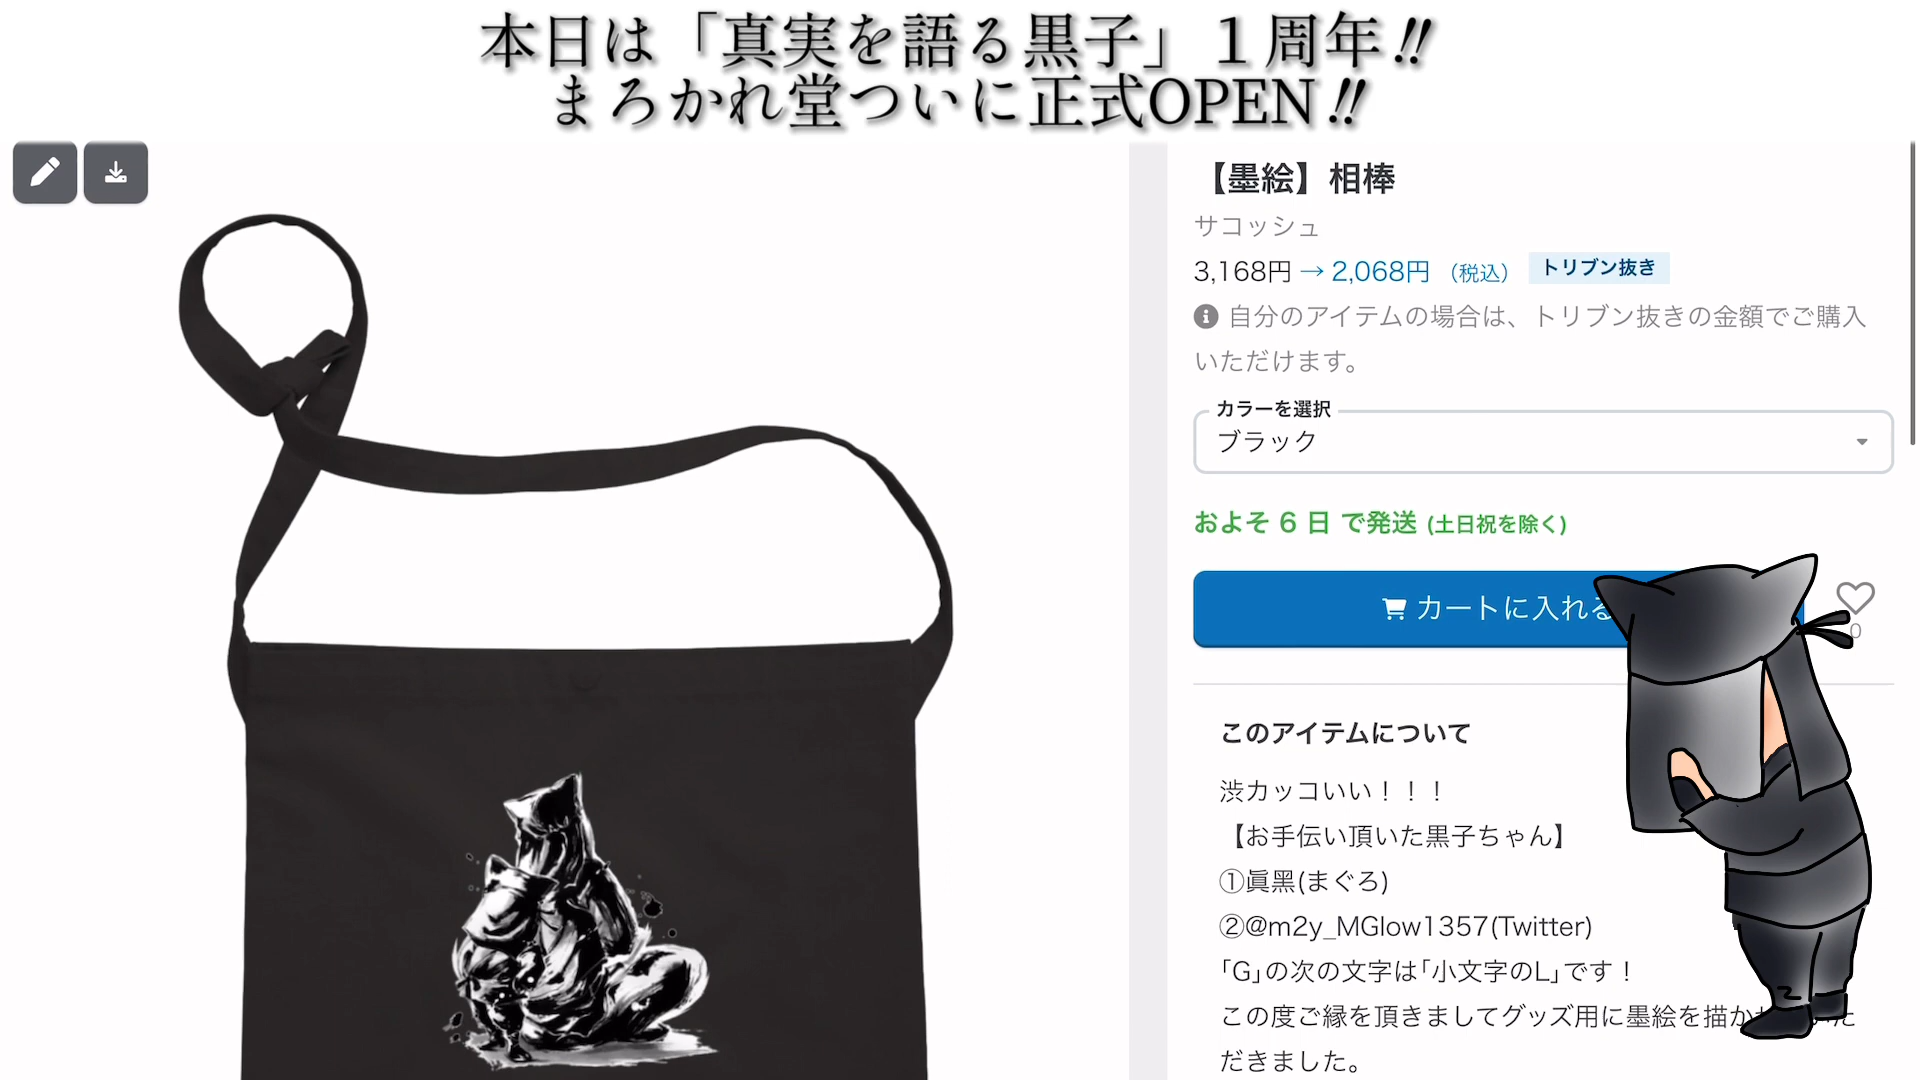 本日は「真実を語る黒子」１周年!!
まろかれ堂ついに正式OPEN!!
【墨絵】相棒
サコッシュ
3,168円 → 2,068円 （税込） トリブン抜き
自分のアイテムの場合は、トリブン抜きの金額でご購入
いただけます。
カラーを選択
ブラック
およそ 6 日 で発送 (土日祝を除く)
カートに入れる
0
このアイテムについて
渋カッコいい！！！
【お手伝い頂いた黒子ちゃん】
①眞黑(まぐろ)
②@m2y_MGlow1357(Twitter)
「G」の次の文字は「小文字のL」です！
この度ご縁を頂きましてグッズ用に墨絵を描か
だきました。